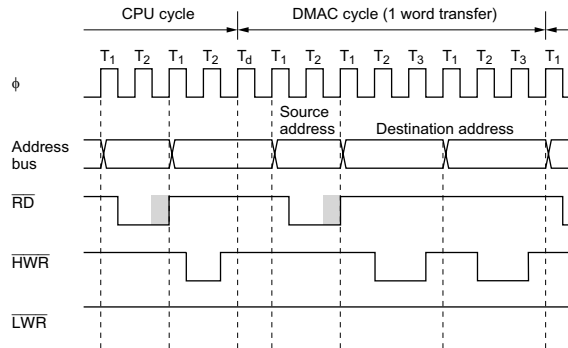 CPU cycle DMAC cycle (1 word transfer)
T1 T2 T1 T2 Td T1 T2 T1 T2 T3 T1 T2 T3 T1
ϕ
Source
address Destination address
Address
bus
RD
HWR
LWR